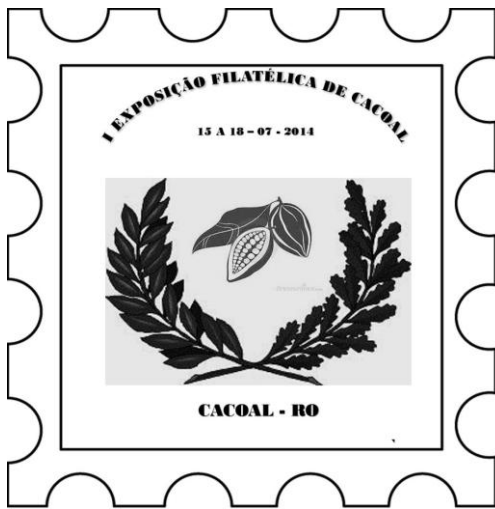 I EXPOSIÇÃO FILATÉLICA DE CACOAL
15 A 18 – 07 - 2014
CACOAL - RO